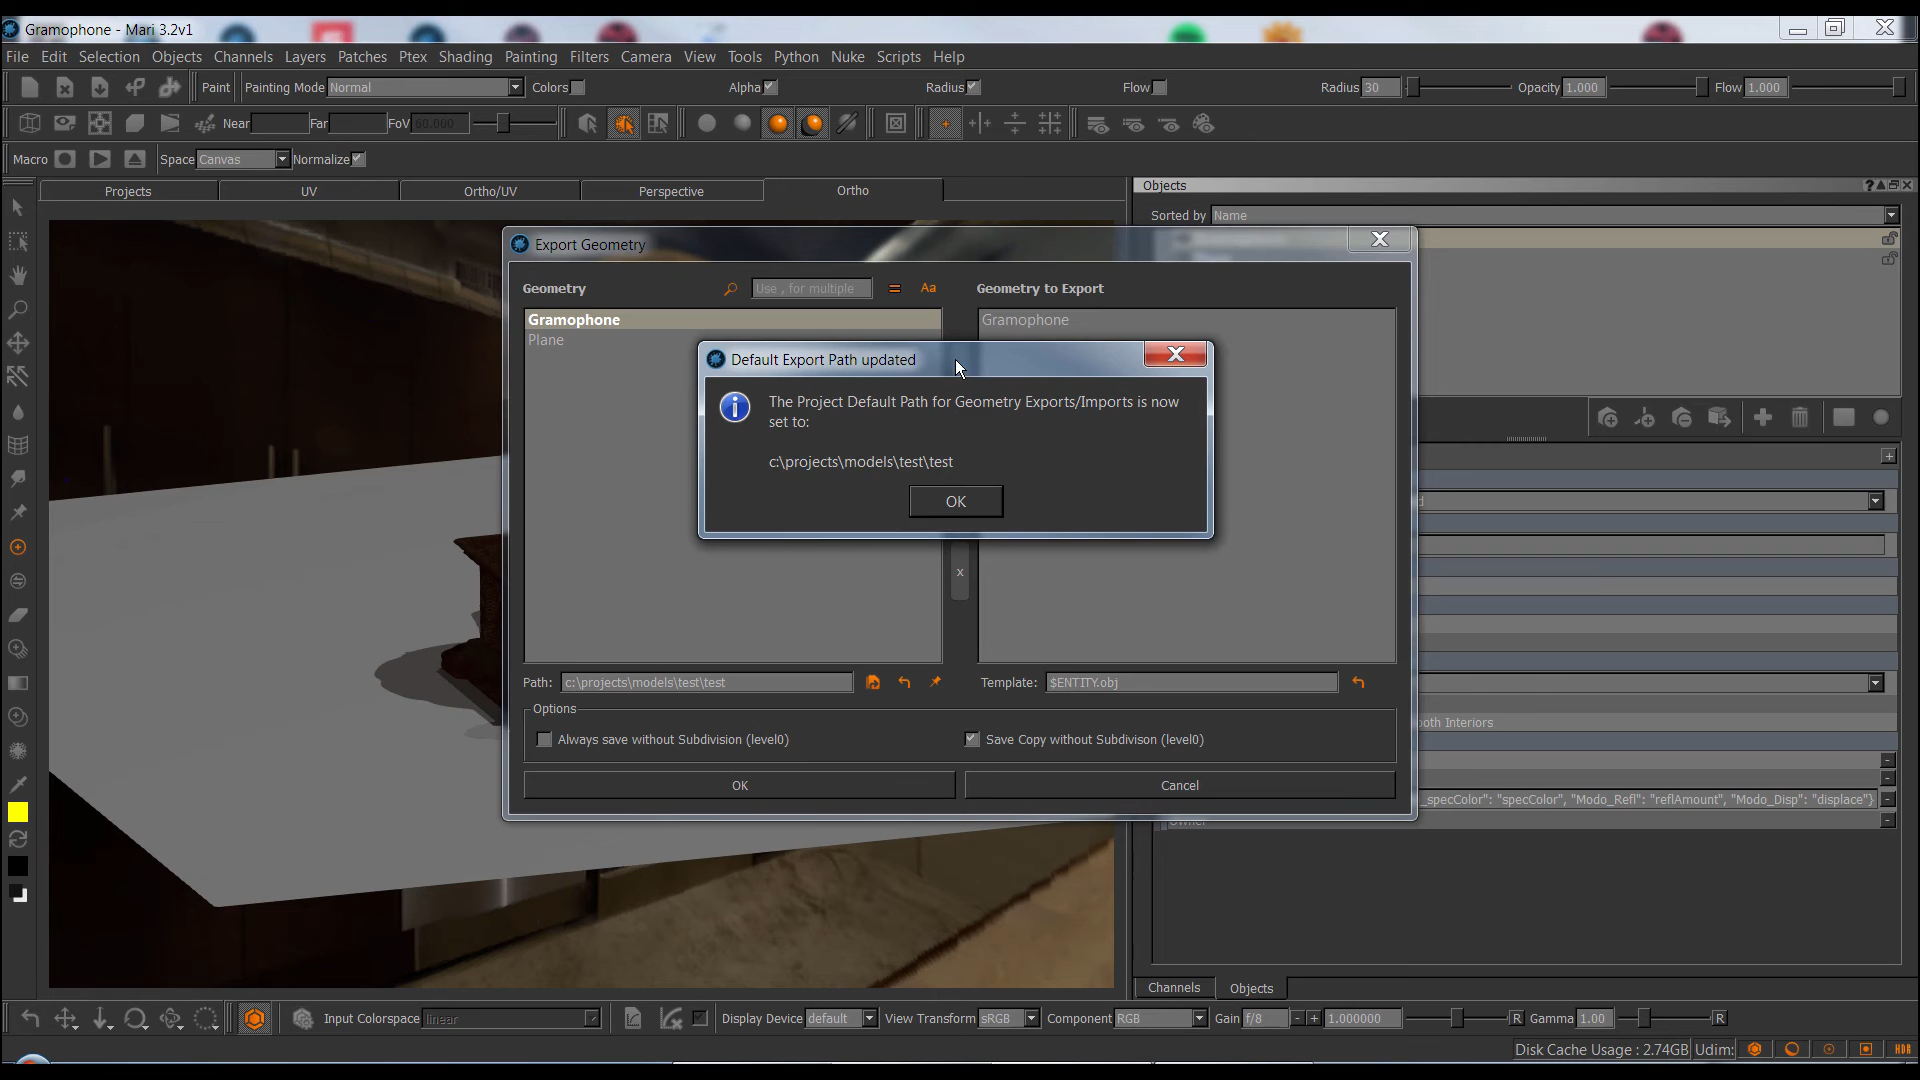 Gramophone - Mari 3.2v1
File Edit Selection Objects Channels Layers Patches Ptex Shading Painting Filters Camera View Tools Python Nuke Scripts Help
Paint Painting Mode Normal Colors Alpha Radius Flow Radius 30 Opacity 1.000 Flow 1.000
Near Far FoV 60.000
Macro Space Canvas Normalize
Projects UV Ortho/UV Perspective Ortho
Objects
Sorted by Name
Export Geometry
Geometry Use , for multiple = Aa Geometry to Export
Gramophone Gramophone
Plane
Default Export Path updated
The Project Default Path for Geometry Exports/Imports is now
set to:
c:\projects\models\test\test
OK
x
Path: c:\projects\models\test\test Template: $ENTITY.obj
Options
Always save without Subdivision (level0) Save Copy without Subdivison (level0)
OK Cancel
ooth Interiors
_specColor": "specColor", "Modo_Refl": "reflAmount", "Modo_Disp": "displace"}
Channels Objects
Input Colorspace linear Display Device default View Transform sRGB Component RGB Gain f/8 - + 1.000000 R Gamma 1.00 R
Disk Cache Usage : 2.74GB Udim: HDR